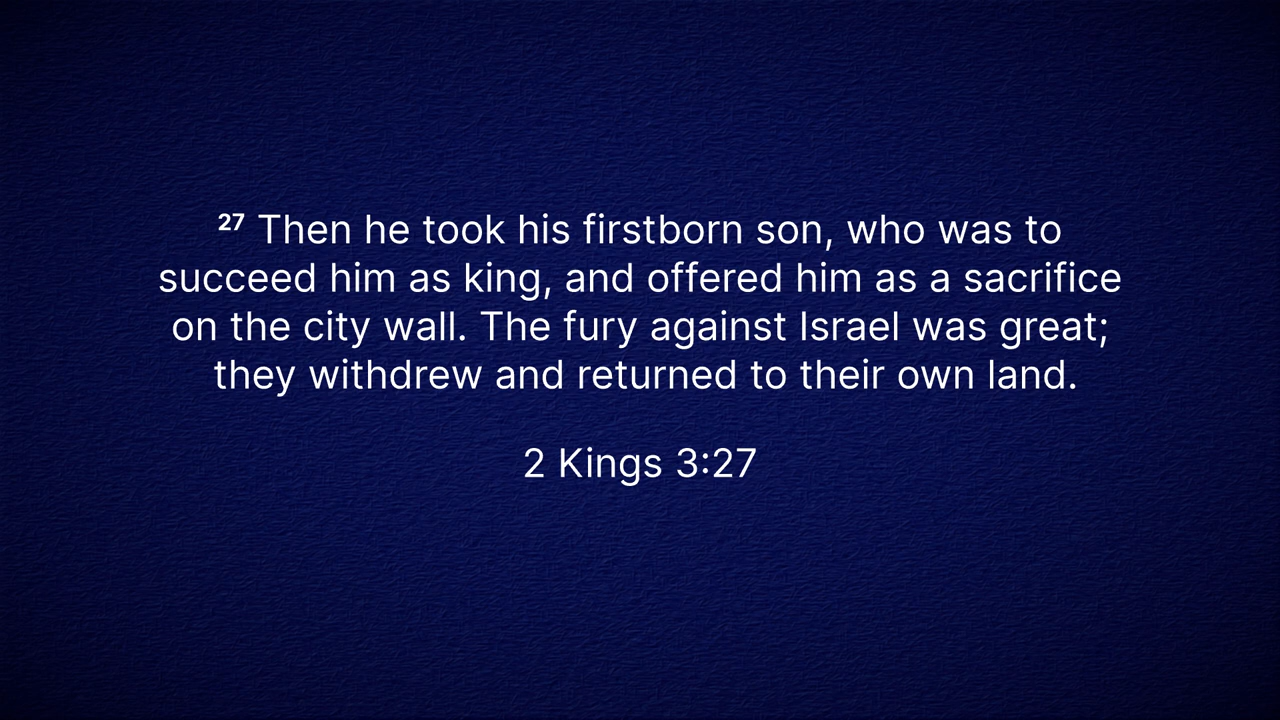 27 Then he took his firstborn son, who was to
succeed him as king, and offered him as a sacrifice
on the city wall. The fury against Israel was great;
they withdrew and returned to their own land.
2 Kings 3:27